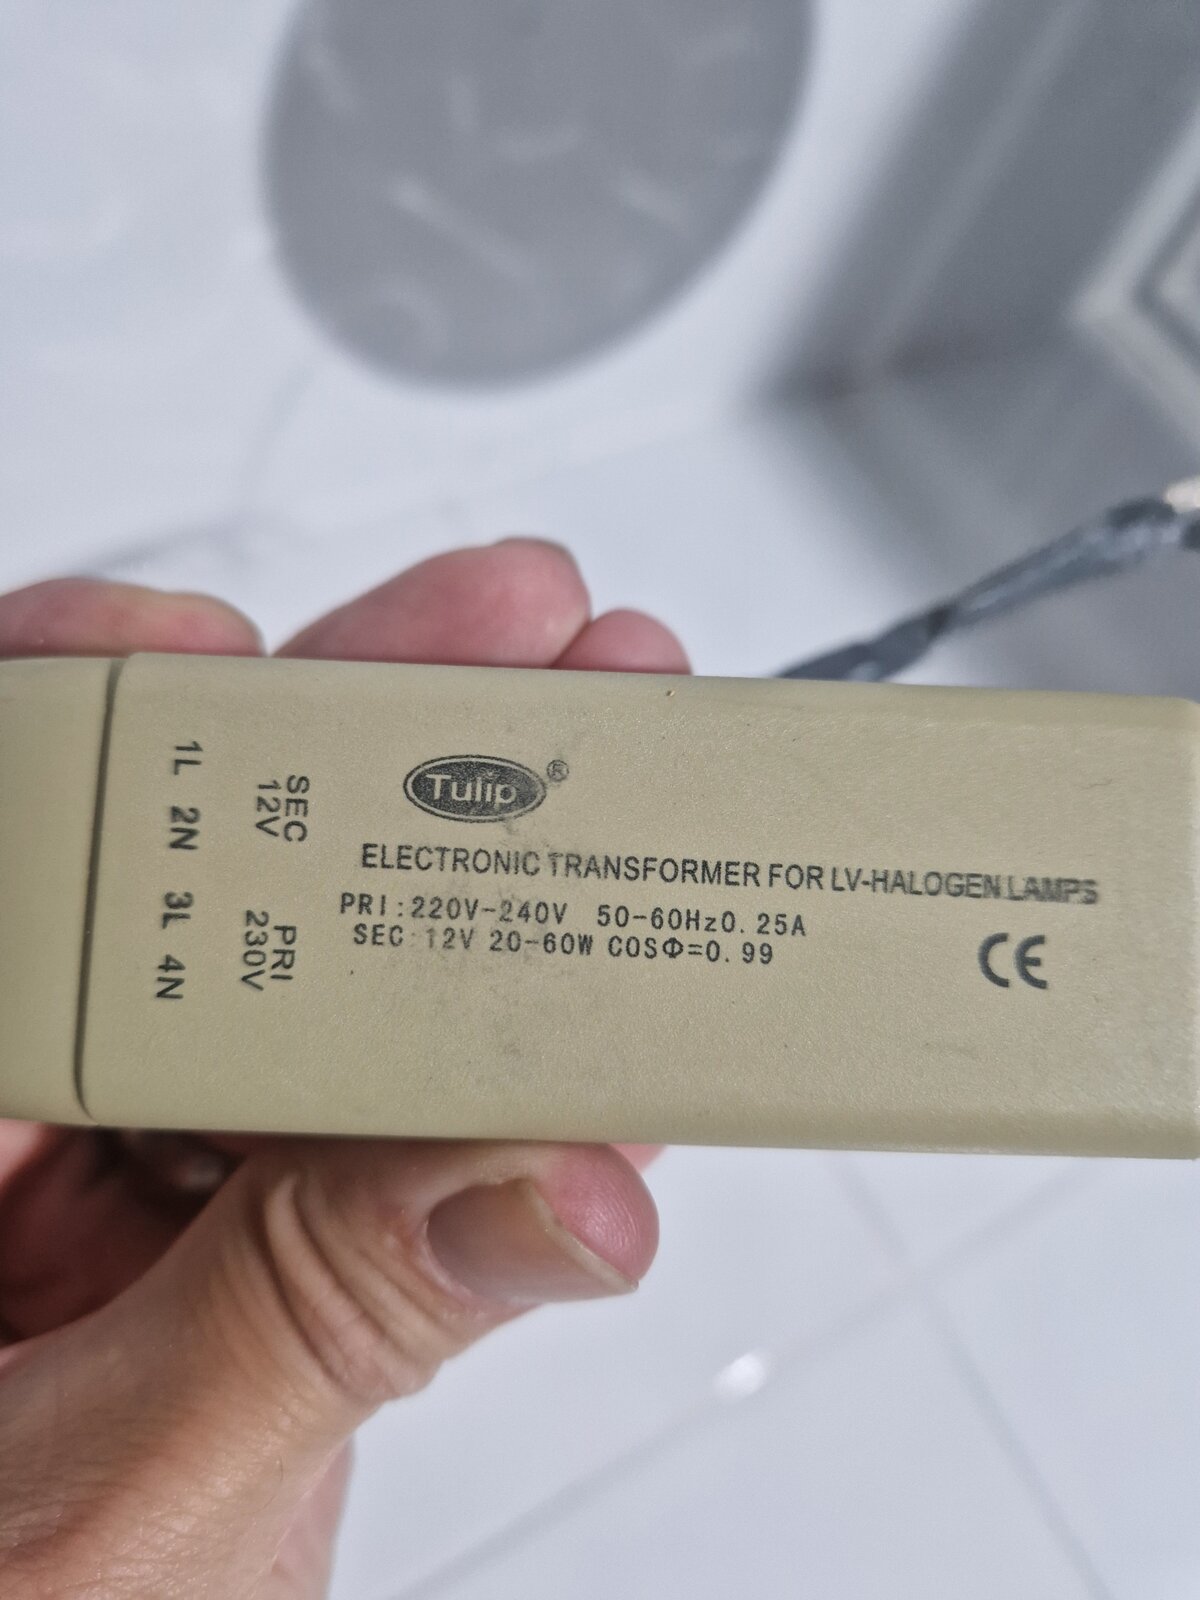 Tulip®
ELECTRONIC TRANSFORMER FOR LV-HALOGEN LAMPS
PRI:220V-240V 50-60Hz0.25A
SEC:12V 20-60W COSΦ=0.99
CE
SEC
12V
PRI
230V
1L 2N 3L 4N